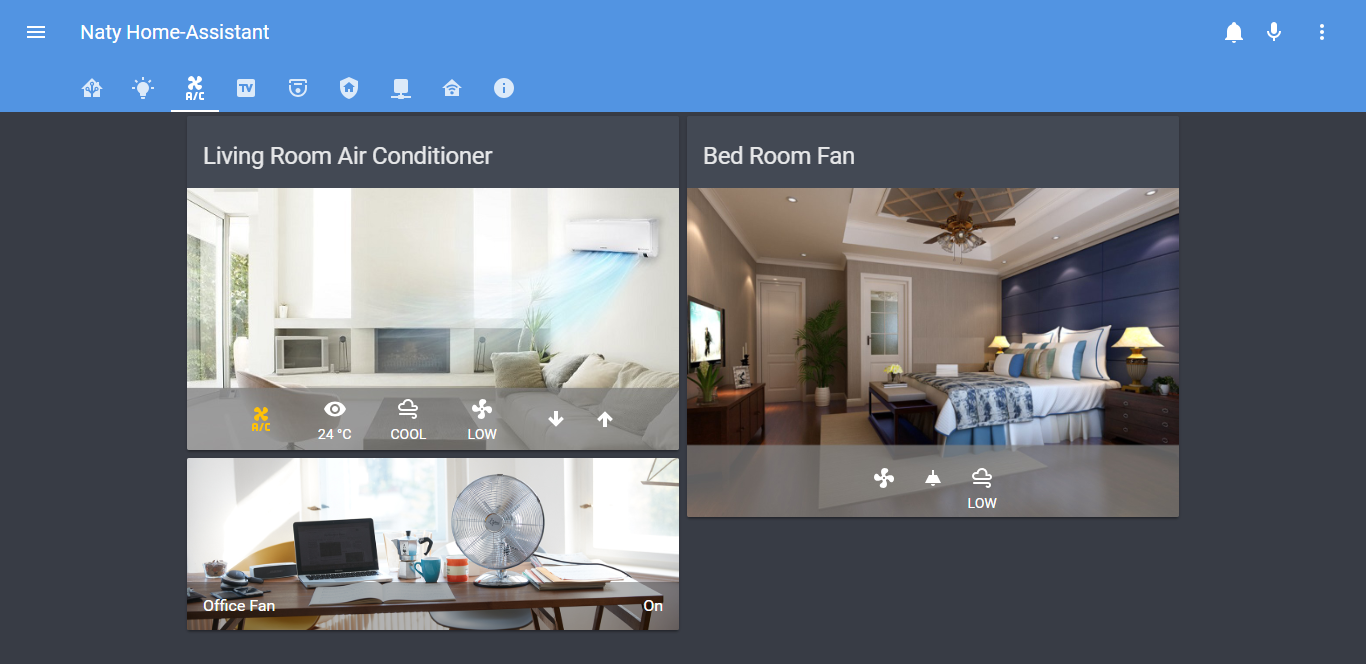 Naty Home-Assistant
A/C
TV
Living Room Air Conditioner
A/C
24 °C
COOL
LOW
Office Fan
On
Bed Room Fan
LOW